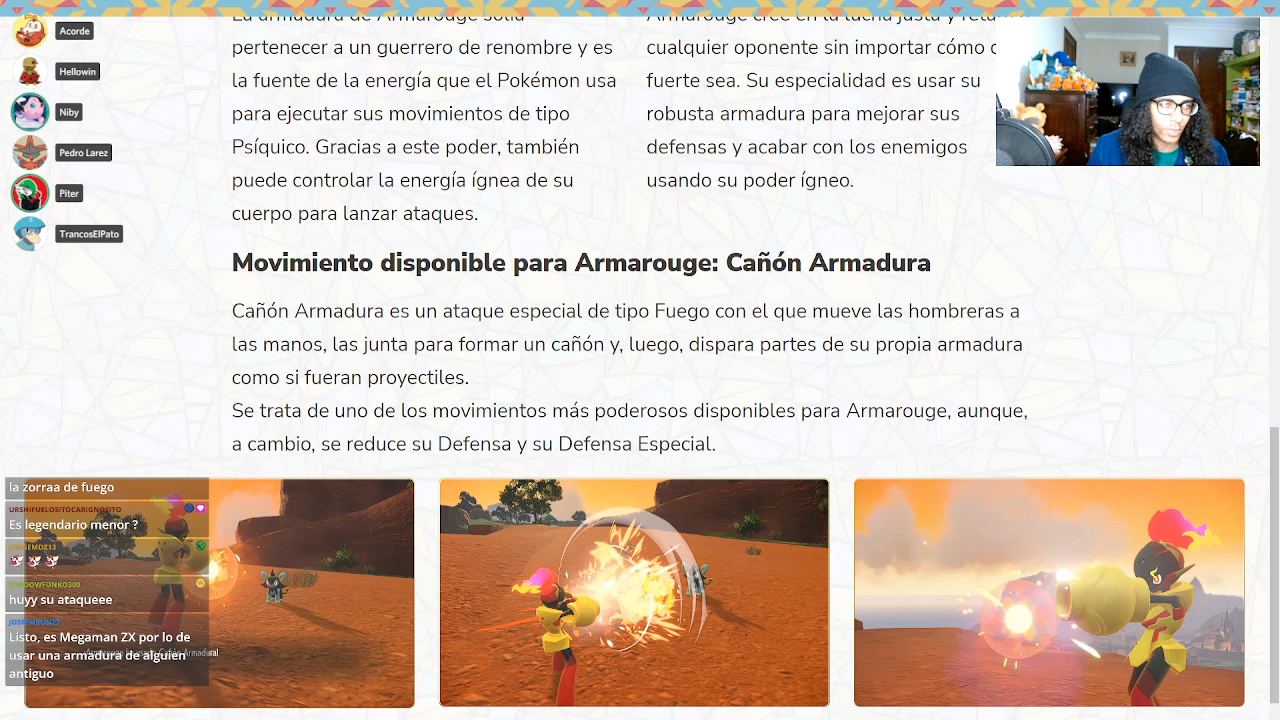 Acorde
Hellowin
Niby
Pedro Larez
Piter
TrancosElPato
La armadura de Armarouge solía
pertenecer a un guerrero de renombre y es
la fuente de la energía que el Pokémon usa
para ejecutar sus movimientos de tipo
Psíquico. Gracias a este poder, también
puede controlar la energía ígnea de su
cuerpo para lanzar ataques.
cualquier oponente sin importar cómo
fuerte sea. Su especialidad es usar su
robusta armadura para mejorar sus
defensas y acabar con los enemigos
usando su poder ígneo.
Movimiento disponible para Armarouge: Cañón Armadura
Cañón Armadura es un ataque especial de tipo Fuego con el que mueve las hombreras a
las manos, las junta para formar un cañón y, luego, dispara partes de su propia armadura
como si fueran proyectiles.
Se trata de uno de los movimientos más poderosos disponibles para Armarouge, aunque,
a cambio, se reduce su Defensa y su Defensa Especial.
la zorraa de fuego
URSHIFUELOSITOCARIGNOSITO
Es legendario menor ?
huyy su ataqueee
Listo, es Megaman ZX por lo de
usar una armadura de alguien
antiguo